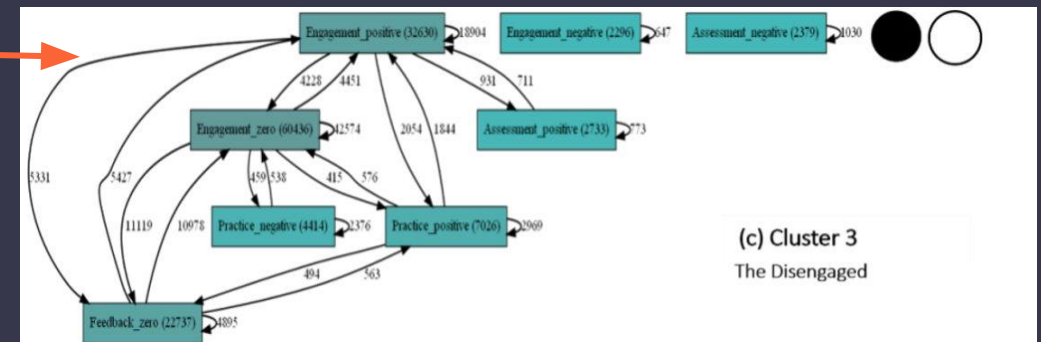 Engagement_positive (32630) 18904 Engagement_negative (2296) 647 Assessment_negative (2379) 1030
4228 4451 931 711
Engagement_zero (60436) 42574 2054 1844 Assessment_positive (2733) 773
5331 5427 459 538 415 576
11119 10978 Practice_negative (4414) 2376 Practice_positive (7026) 2969
(c) Cluster 3
The Disengaged
494 563
Feedback_zero (22737) 4895